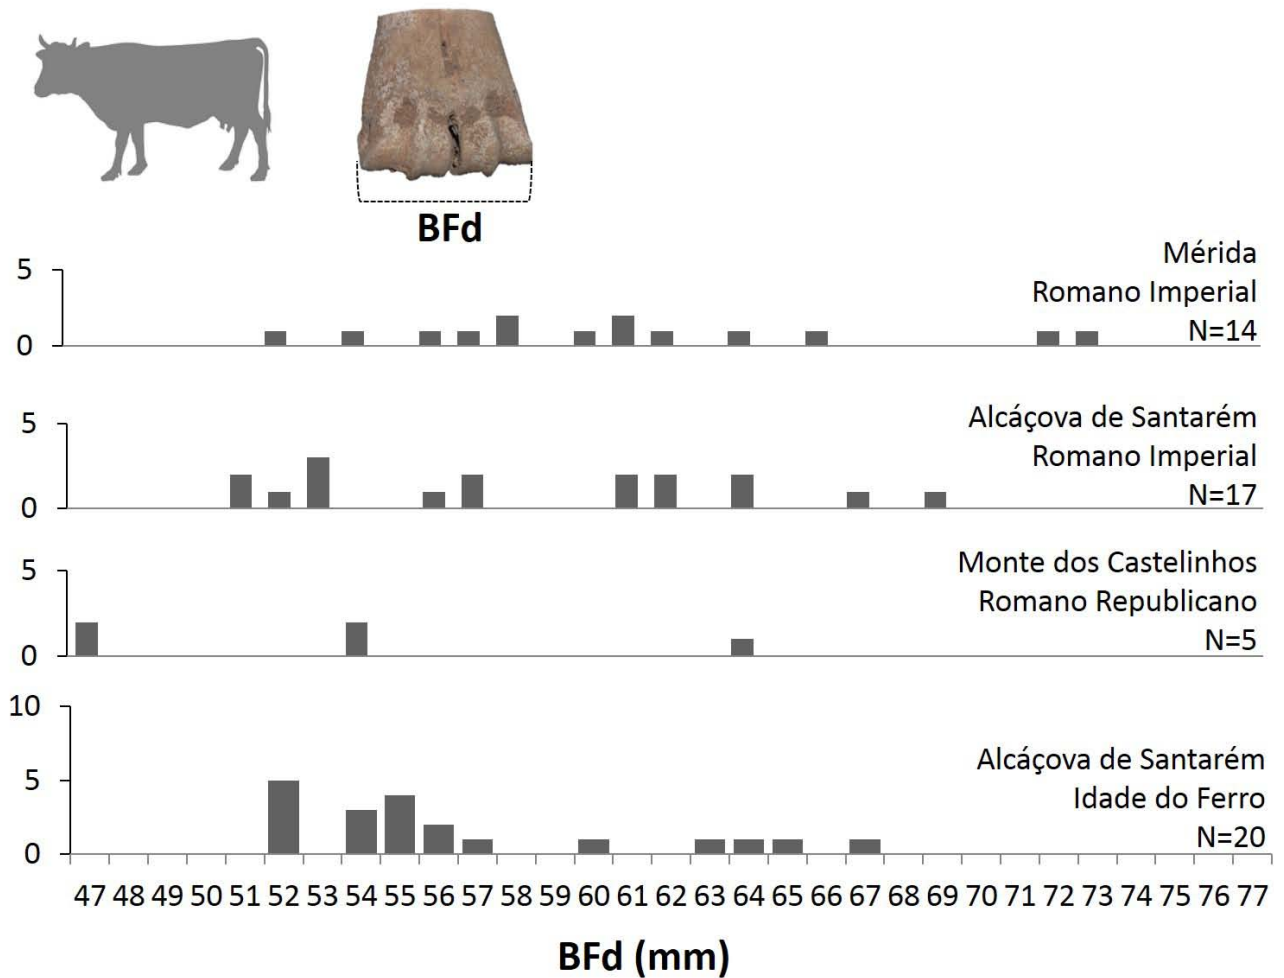 BFd
5
0
Mérida
Romano Imperial
N=14
5
0
Alcáçova de Santarém
Romano Imperial
N=17
5
0
Monte dos Castelinhos
Romano Republicano
N=5
10
5
0
Alcáçova de Santarém
Idade do Ferro
N=20
47 48 49 50 51 52 53 54 55 56 57 58 59 60 61 62 63 64 65 66 67 68 69 70 71 72 73 74 75 76 77
BFd (mm)